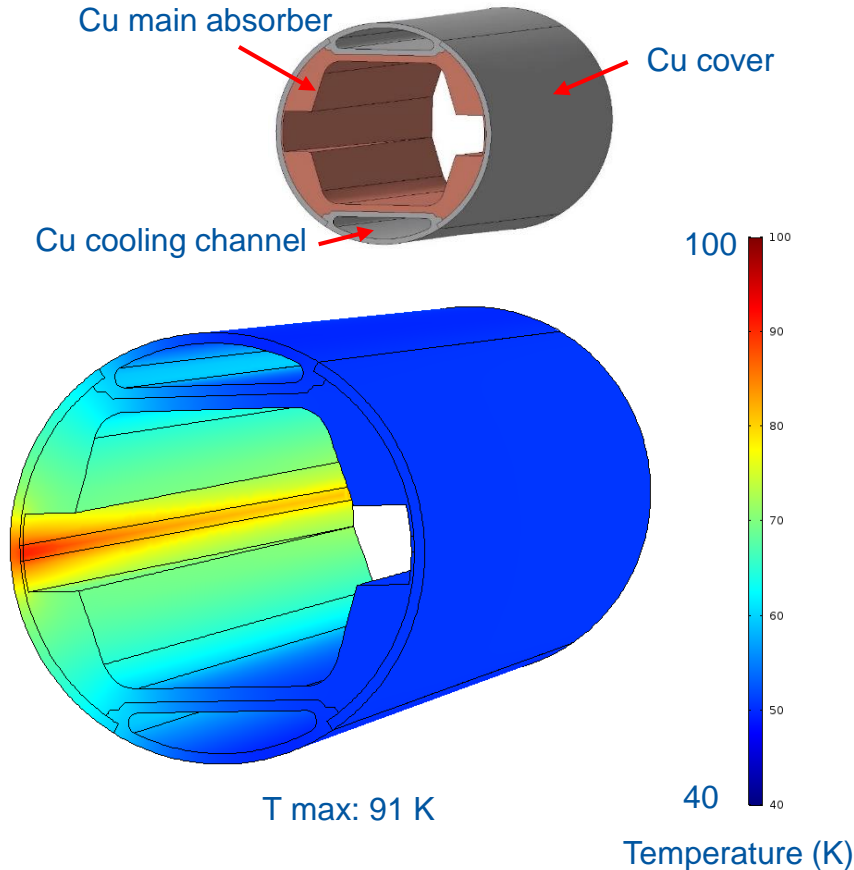 Cu main absorber
Cu cover
Cu cooling channel
100
100
90
80
70
60
50
40
40
T max: 91 K
Temperature (K)